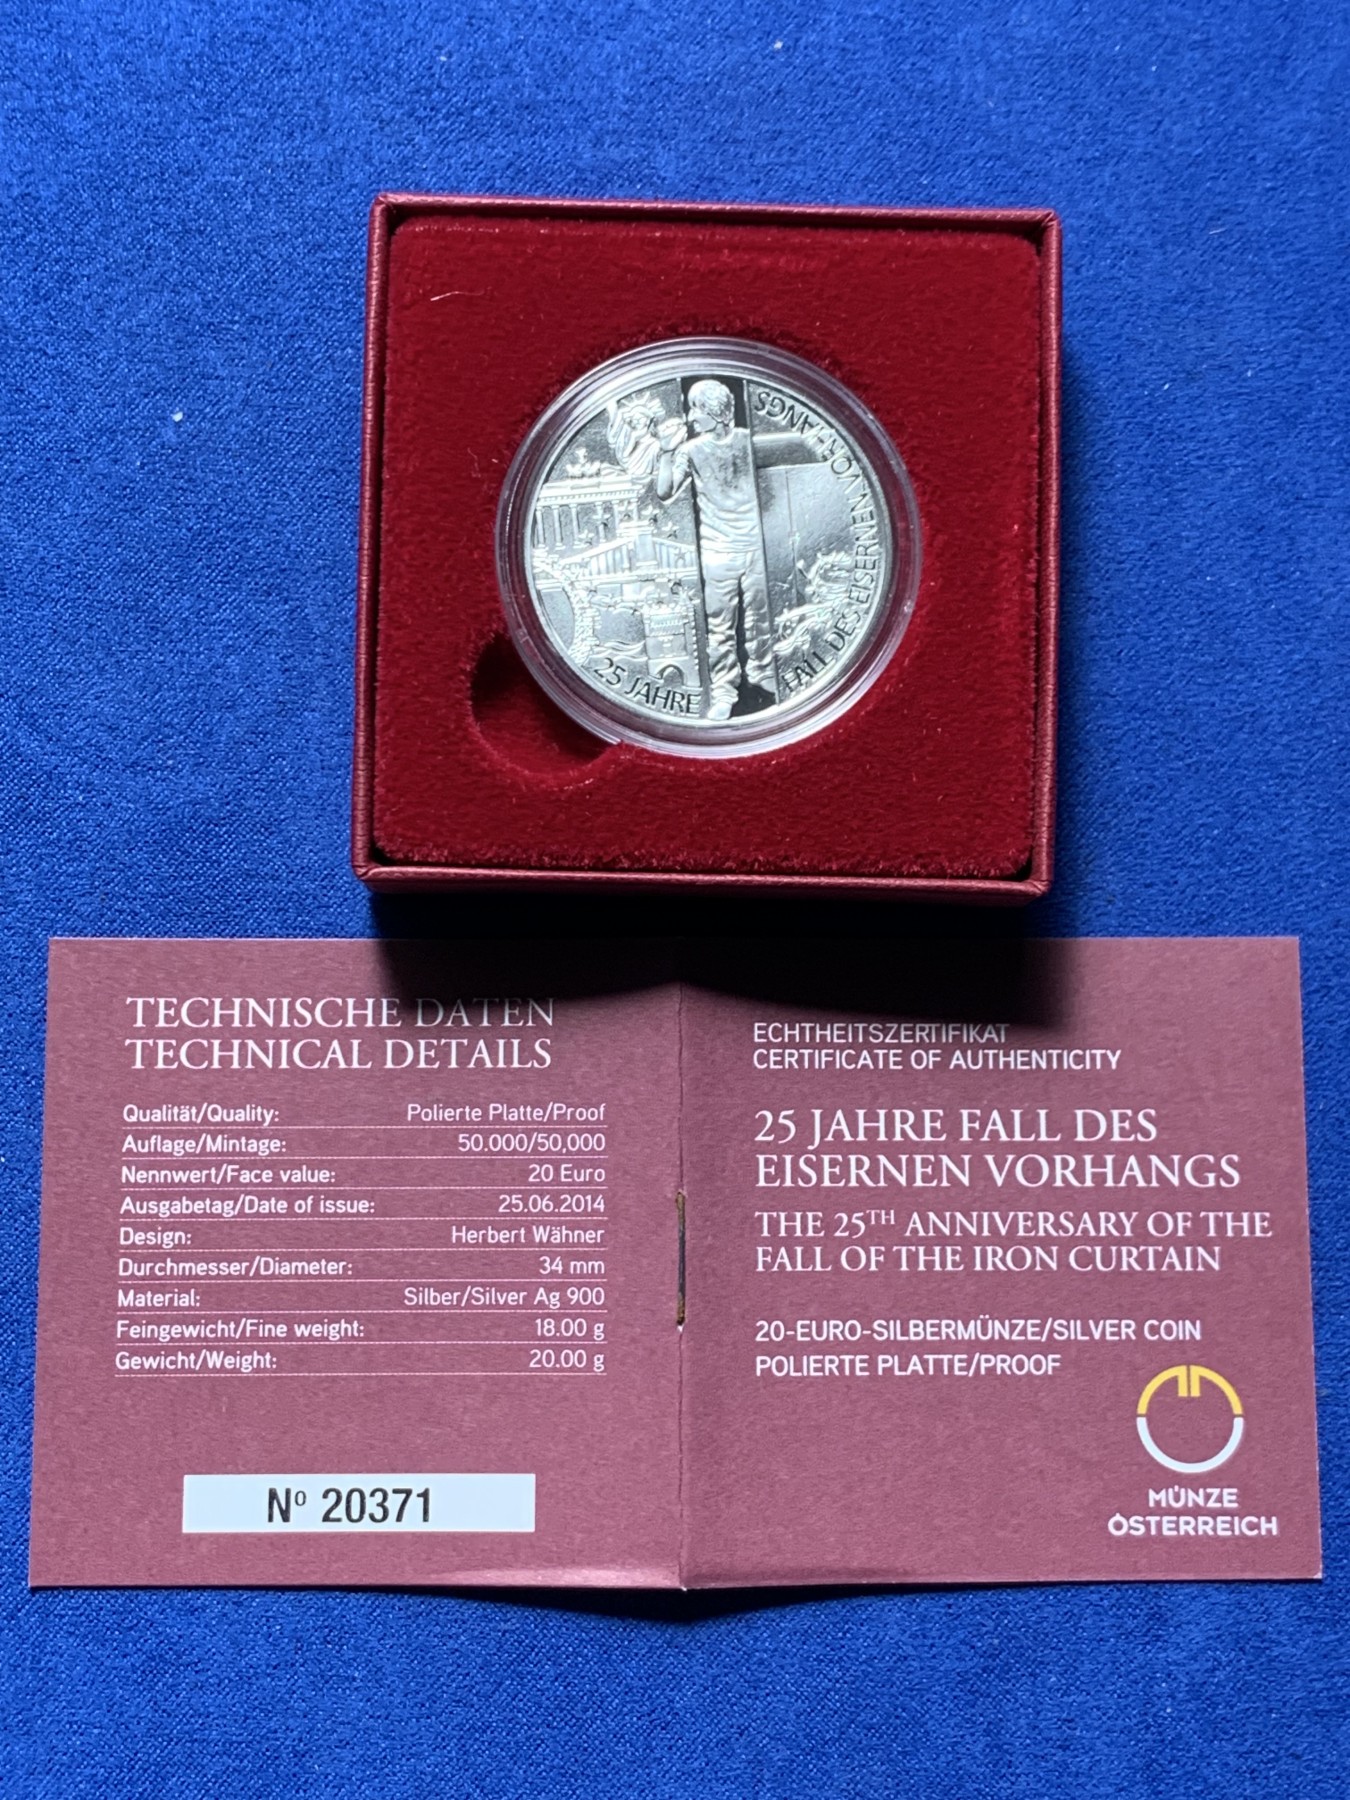 25 JAHRE FALL DES EISERNEN VORHANGS
TECHNISCHE DATEN
TECHNICAL DETAILS
Qualität/Quality: Polierte Platte/Proof
Auflage/Mintage: 50.000/50,000
Nennwert/Face value: 20 Euro
Ausgabetag/Date of issue: 25.06.2014
Design: Herbert Wähner
Durchmesser/Diameter: 34 mm
Material: Silber/Silver Ag 900
Feingewicht/Fine weight: 18.00 g
Gewicht/Weight: 20.00 g
Nº 20371
ECHTHEITSZERTIFIKAT
CERTIFICATE OF AUTHENTICITY
25 JAHRE FALL DES
EISERNEN VORHANGS
THE 25TH ANNIVERSARY OF THE
FALL OF THE IRON CURTAIN
20-EURO-SILBERMÜNZE/SILVER COIN
POLIERTE PLATTE/PROOF
MÜNZE
ÖSTERREICH